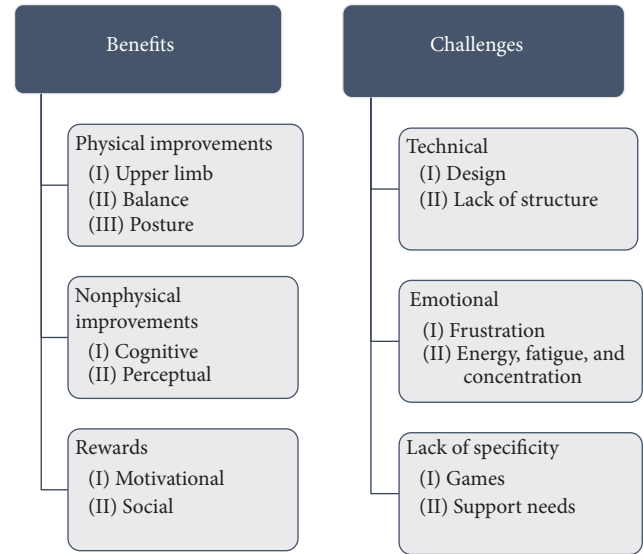 Benefits
Physical improvements
(I) Upper limb
(II) Balance
(III) Posture
Nonphysical
improvements
(I) Cognitive
(II) Perceptual
Rewards
(I) Motivational
(II) Social
Challenges
Technical
(I) Design
(II) Lack of structure
Emotional
(I) Frustration
(II) Energy, fatigue, and
concentration
Lack of specificity
(I) Games
(II) Support needs